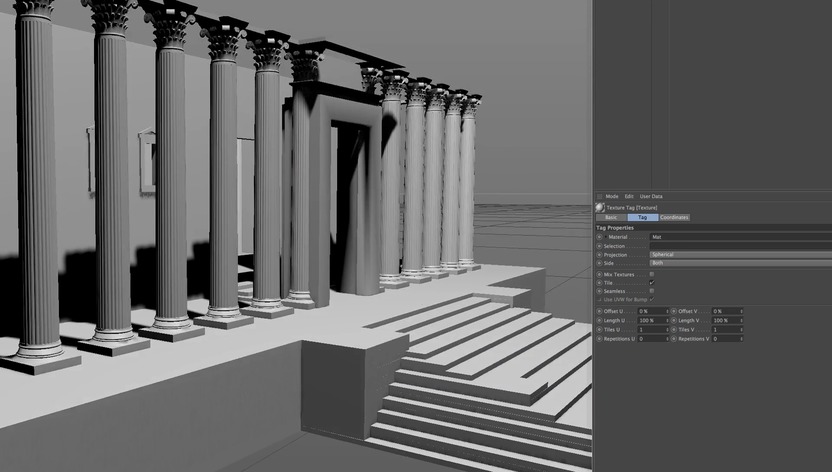 Mode Edit User Data
Texture Tag [Texture]
Basic Tag Coordinates
Tag Properties
Material Mat
Selection
Projection Spherical
Side Both
Mix Textures
Tile
Seamless
Use UVW for Bump
Offset U 0 % Offset V 0 %
Length U 100 % Length V 100 %
Tiles U 1 Tiles V 1
Repetitions U 0 Repetitions V 0